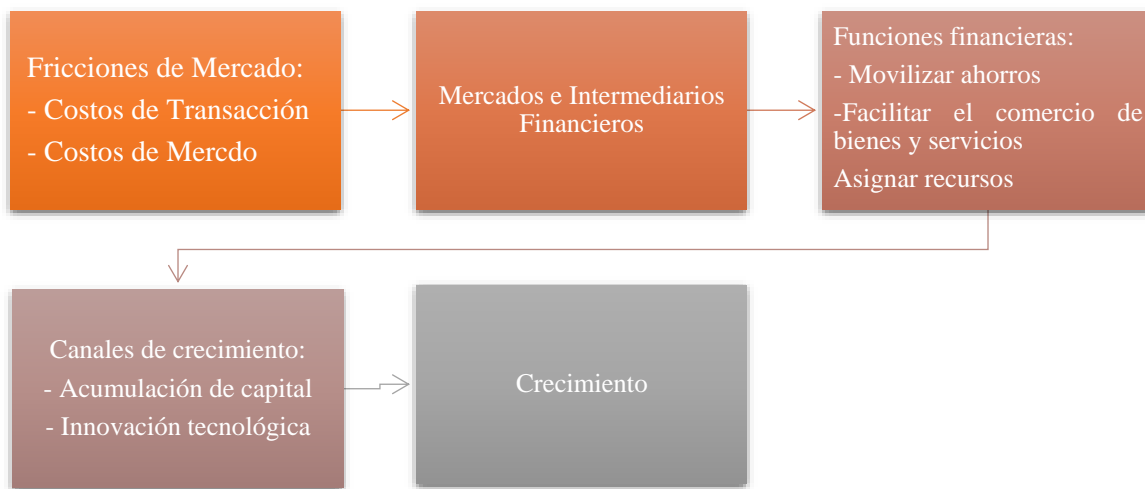 Fricciones de Mercado:
- Costos de Transacción
- Costos de Mercdo
Mercados e Intermediarios
Financieros
Funciones financieras:
- Movilizar ahorros
-Facilitar el comercio de
bienes y servicios
Asignar recursos
Canales de crecimiento:
- Acumulación de capital
- Innovación tecnológica
Crecimiento